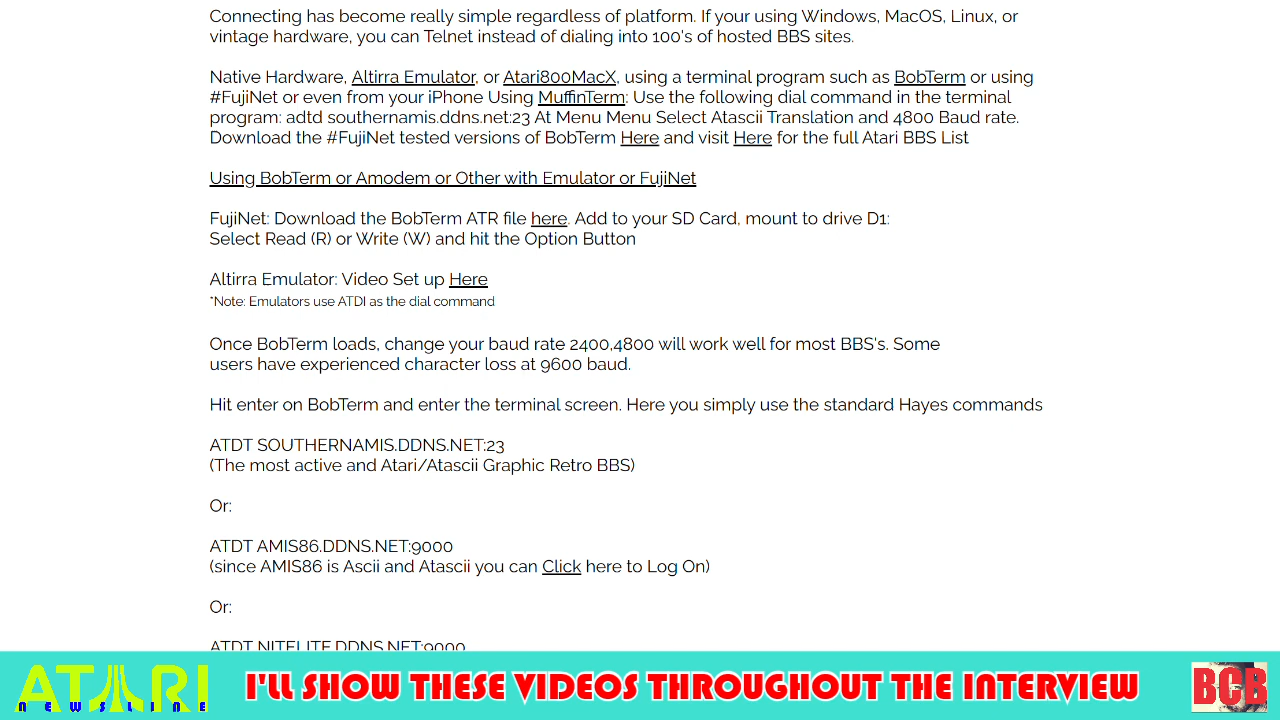 Connecting has become really simple regardless of platform. If your using Windows, MacOS, Linux, or
vintage hardware, you can Telnet instead of dialing into 100's of hosted BBS sites.
Native Hardware, Altirra Emulator, or Atari800MacX, using a terminal program such as BobTerm or using
#FujiNet or even from your iPhone Using MuffinTerm: Use the following dial command in the terminal
program: adtd southernamis.ddns.net:23 At Menu Menu Select Atascii Translation and 4800 Baud rate.
Download the #FujiNet tested versions of BobTerm Here and visit Here for the full Atari BBS List
Using BobTerm or Amodem or Other with Emulator or FujiNet
FujiNet: Download the BobTerm ATR file here. Add to your SD Card, mount to drive D1:
Select Read (R) or Write (W) and hit the Option Button
Altirra Emulator: Video Set up Here
*Note: Emulators use ATDI as the dial command
Once BobTerm loads, change your baud rate 2400,4800 will work well for most BBS's. Some
users have experienced character loss at 9600 baud.
Hit enter on BobTerm and enter the terminal screen. Here you simply use the standard Hayes commands
ATDT SOUTHERNAMIS.DDNS.NET:23
(The most active and Atari/Atascii Graphic Retro BBS)
Or:
ATDT AMIS86.DDNS.NET:9000
(since AMIS86 is Ascii and Atascii you can Click here to Log On)
Or:
ATDT NITELITE.DDNS.NET:9000
ATARI
NEWSLINE
I'LL SHOW THESE VIDEOS THROUGHOUT THE INTERVIEW
BCB